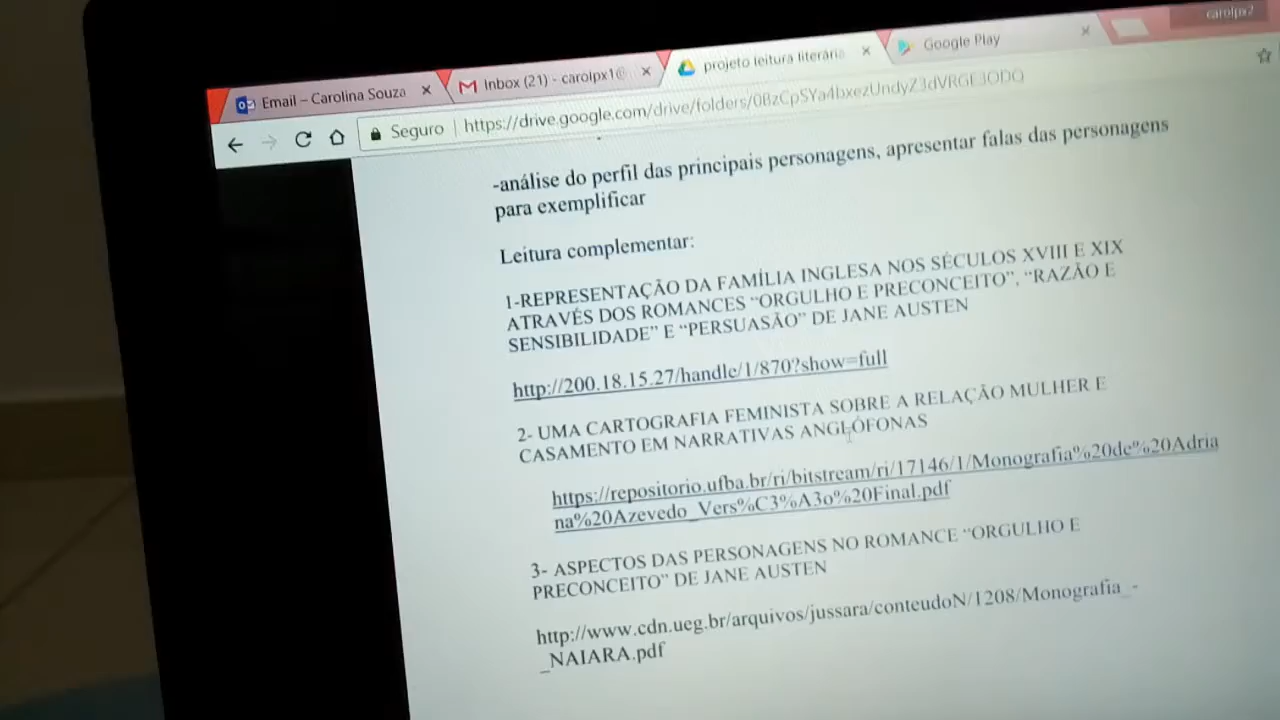 carolpx2
Email – Carolina Souza
Inbox (21) - carolpx1@
projeto leitura literária
Google Play
Seguro | https://drive.google.com/drive/folders/0BzCpSYa4bxezUndyZ3dVRGE3ODQ
-análise do perfil das principais personagens, apresentar falas das personagens
para exemplificar
Leitura complementar:
1-REPRESENTAÇÃO DA FAMÍLIA INGLESA NOS SÉCULOS XVIII E XIX
ATRAVÉS DOS ROMANCES “ORGULHO E PRECONCEITO”, “RAZÃO E
SENSIBILIDADE” E “PERSUASÃO” DE JANE AUSTEN
http://200.18.15.27/handle/1/870?show=full
2- UMA CARTOGRAFIA FEMINISTA SOBRE A RELAÇÃO MULHER E
CASAMENTO EM NARRATIVAS ANGLÓFONAS
https://repositorio.ufba.br/ri/bitstream/ri/17146/1/Monografia%20de%20Adria
na%20Azevedo_Vers%C3%A3o%20Final.pdf
3- ASPECTOS DAS PERSONAGENS NO ROMANCE “ORGULHO E
PRECONCEITO” DE JANE AUSTEN
http://www.cdn.ueg.br/arquivos/jussara/conteudoN/1208/Monografia_-
_NAIARA.pdf